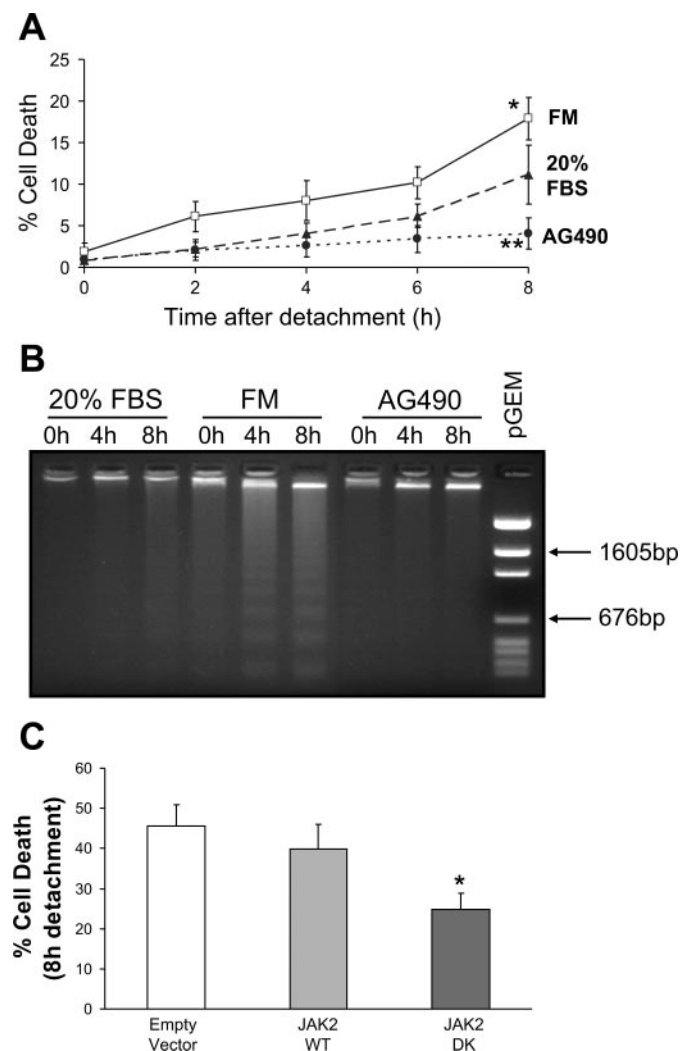 A
% Cell Death
25
20
15
10
5
0
0 2 4 6 8
Time after detachment (h)
*
FM
20%
FBS
AG490
**
B
20% FBS FM AG490 pGEM
0h 4h 8h 0h 4h 8h 0h 4h 8h
1605bp
676bp
C
% Cell Death
(8h detachment)
60
50
40
30
20
10
0
*
Empty JAK2 JAK2
Vector WT DK